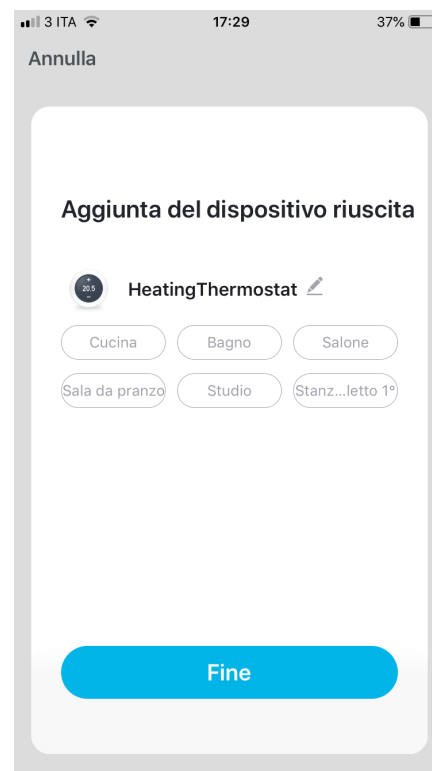 3 ITA 17:29 37%
Annulla
Aggiunta del dispositivo riuscita
20.5
HeatingThermostat
Cucina Bagno Salone
Sala da pranzo Studio Stanz...letto 1°
Fine